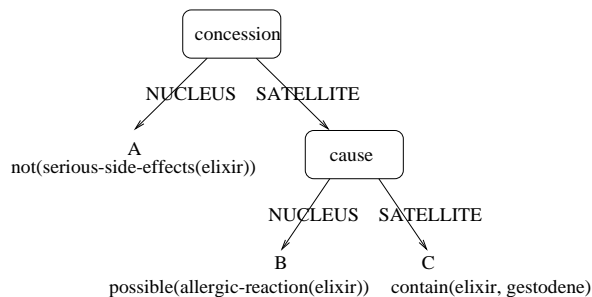 concession
NUCLEUS SATELLITE
A
not(serious-side-effects(elixir))
cause
NUCLEUS SATELLITE
B C
possible(allergic-reaction(elixir)) contain(elixir, gestodene)